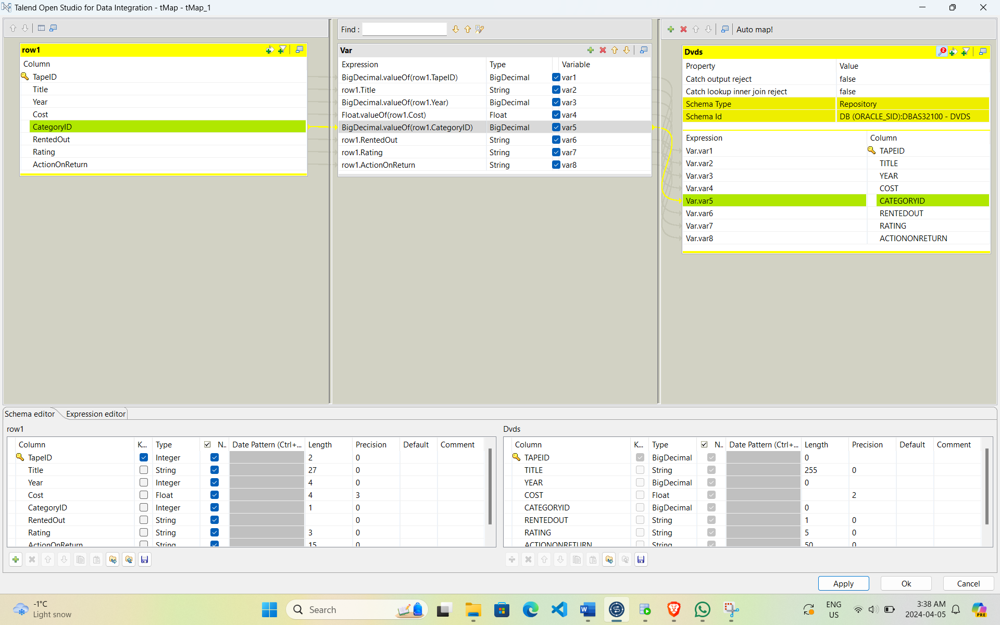 Talend Open Studio for Data Integration - tMap - tMap_1
Find :
Auto map!
row1
Column
TapeID
Title
Year
Cost
CategoryID
RentedOut
Rating
ActionOnReturn
Var
Expression Type Variable
BigDecimal.valueOf(row1.TapeID) BigDecimal var1
row1.Title String var2
BigDecimal.valueOf(row1.Year) BigDecimal var3
Float.valueOf(row1.Cost) Float var4
BigDecimal.valueOf(row1.CategoryID) BigDecimal var5
row1.RentedOut String var6
row1.Rating String var7
row1.ActionOnReturn String var8
Dvds
2
Property Value
Catch output reject false
Catch lookup inner join reject false
Schema Type Repository
Schema Id DB (ORACLE_SID):DBAS32100 - DVDS
Expression Column
Var.var1 TAPEID
Var.var2 TITLE
Var.var3 YEAR
Var.var4 COST
Var.var5 CATEGORYID
Var.var6 RENTEDOUT
Var.var7 RATING
Var.var8 ACTIONONRETURN
Schema editor Expression editor
row1
Column K... Type N.. Date Pattern (Ctrl+... Length Precision Default Comment
TapeID Integer 2 0
Title String 27 0
Year Integer 4 0
Cost Float 4 3
CategoryID Integer 1 0
RentedOut String 0
Rating String 3 0
ActionOnReturn String 15 0
Dvds
Column K... Type N.. Date Pattern (Ctrl+... Length Precision Default Comment
TAPEID BigDecimal 0
TITLE String 255 0
YEAR BigDecimal 0
COST Float 2
CATEGORYID BigDecimal 0
RENTEDOUT String 1 0
RATING String 5 0
ACTIONONRETURN String 50 0
Apply Ok Cancel
-1°C
Light snow
Search
ENG
US
3:38 AM
2024-04-05
PRE